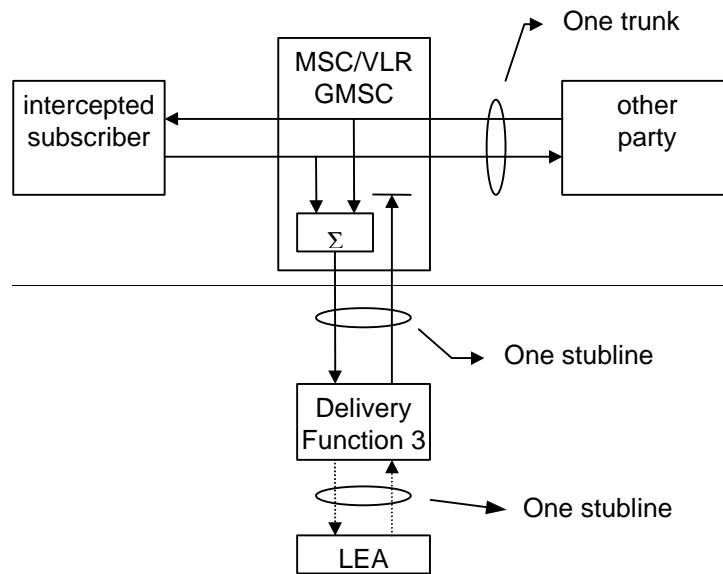 One trunk
MSC/VLR
GMSC
intercepted
subscriber
other
party
Σ
One stubline
Delivery
Function 3
One stubline
LEA